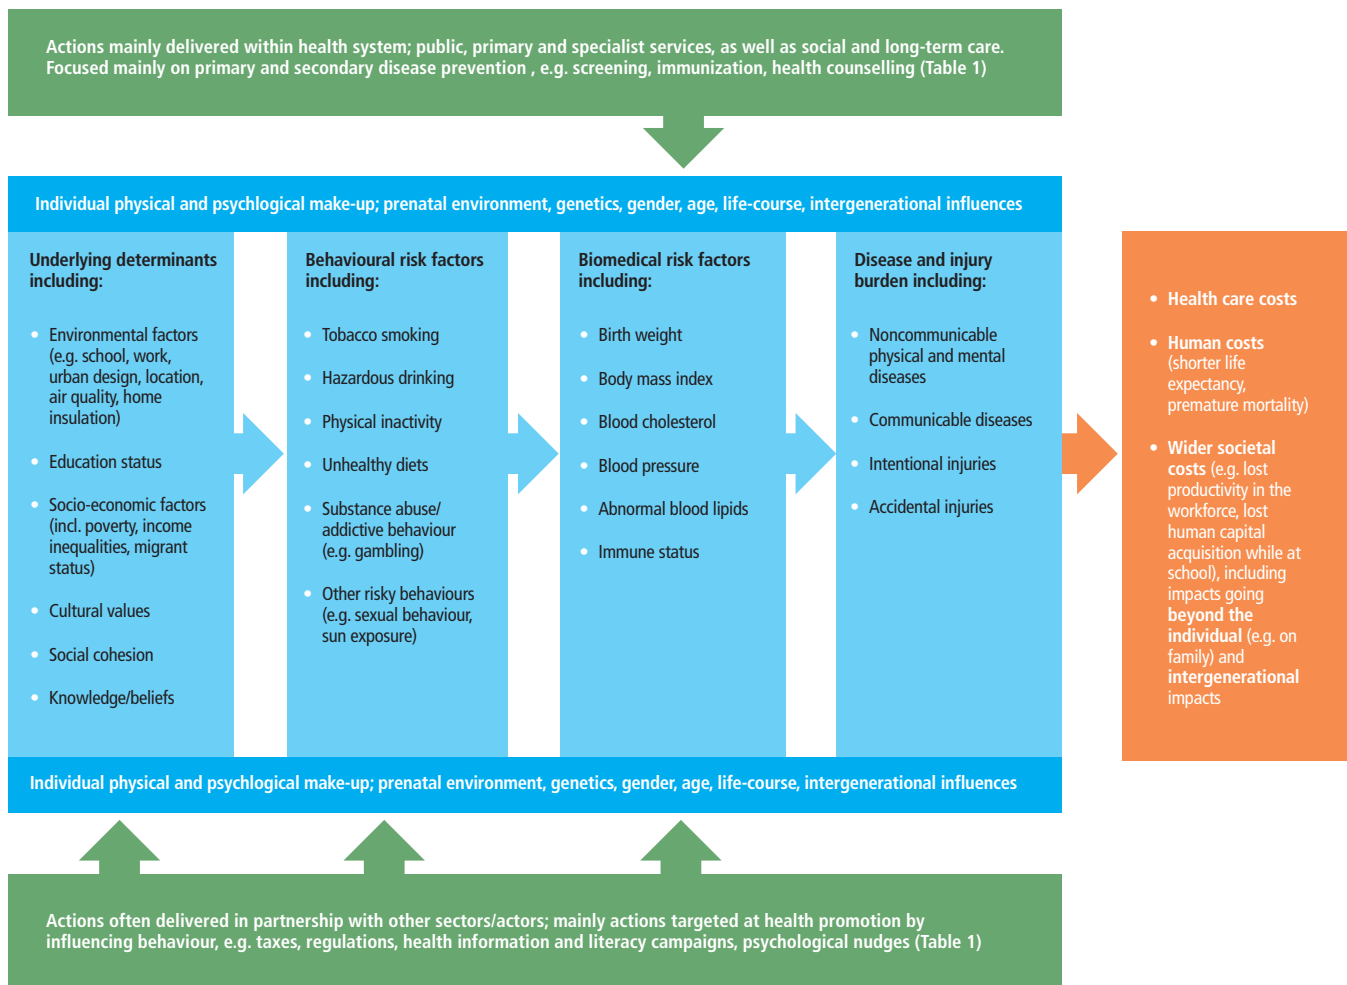 Actions mainly delivered within health system; public, primary and specialist services, as well as social and long-term care.
Focused mainly on primary and secondary disease prevention , e.g. screening, immunization, health counselling (Table 1)
Individual physical and psychlogical make-up; prenatal environment, genetics, gender, age, life-course, intergenerational influences
Underlying determinants
including:
• Environmental factors
(e.g. school, work,
urban design, location,
air quality, home
insulation)
• Education status
• Socio-economic factors
(incl. poverty, income
inequalities, migrant
status)
• Cultural values
• Social cohesion
• Knowledge/beliefs
Behavioural risk factors
including:
• Tobacco smoking
• Hazardous drinking
• Physical inactivity
• Unhealthy diets
• Substance abuse/
addictive behaviour
(e.g. gambling)
• Other risky behaviours
(e.g. sexual behaviour,
sun exposure)
Biomedical risk factors
including:
• Birth weight
• Body mass index
• Blood cholesterol
• Blood pressure
• Abnormal blood lipids
• Immune status
Disease and injury
burden including:
• Noncommunicable
physical and mental
diseases
• Communicable diseases
• Intentional injuries
• Accidental injuries
• Health care costs
• Human costs
(shorter life
expectancy,
premature mortality)
• Wider societal
costs (e.g. lost
productivity in the
workforce, lost
human capital
acquisition while at
school), including
impacts going
beyond the
individual (e.g. on
family) and
intergenerational
impacts
Individual physical and psychlogical make-up; prenatal environment, genetics, gender, age, life-course, intergenerational influences
Actions often delivered in partnership with other sectors/actors; mainly actions targeted at health promotion by
influencing behaviour, e.g. taxes, regulations, health information and literacy campaigns, psychological nudges (Table 1)